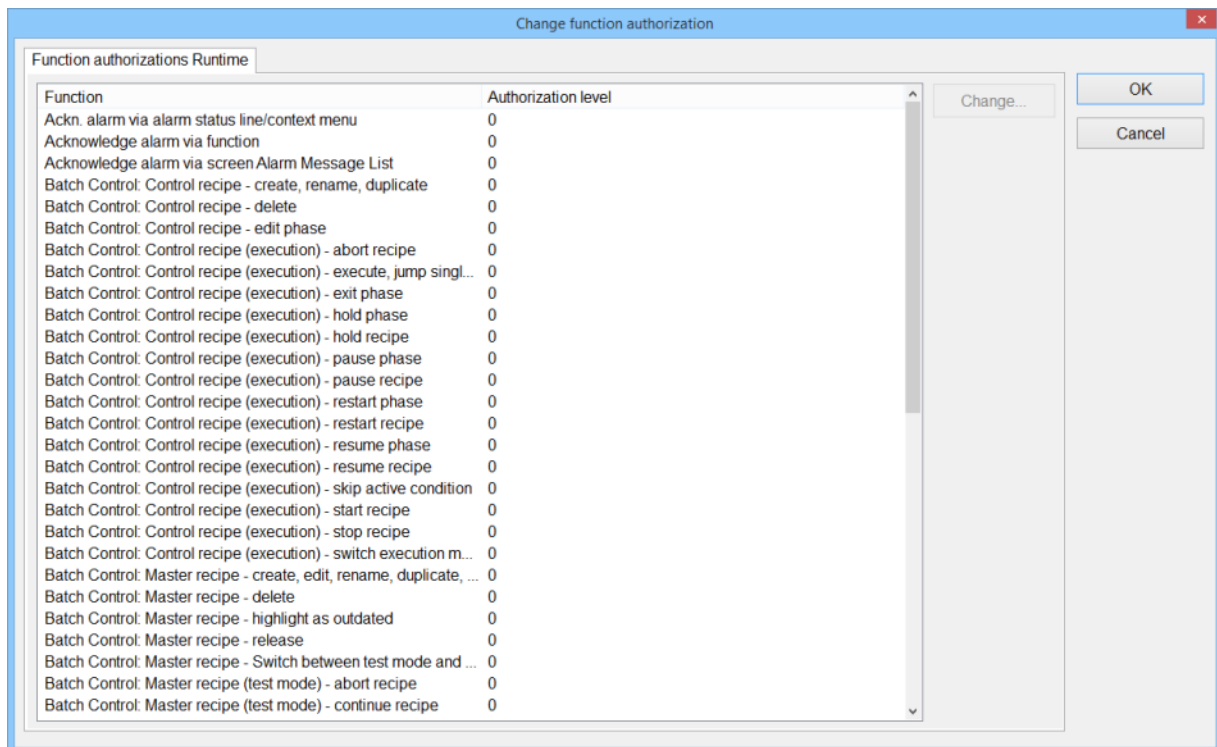 Change function authorization
Function authorizations Runtime
Function Authorization level
Ackn. alarm via alarm status line/context menu 0
Acknowledge alarm via function 0
Acknowledge alarm via screen Alarm Message List 0
Batch Control: Control recipe - create, rename, duplicate 0
Batch Control: Control recipe - delete 0
Batch Control: Control recipe - edit phase 0
Batch Control: Control recipe (execution) - abort recipe 0
Batch Control: Control recipe (execution) - execute, jump singl... 0
Batch Control: Control recipe (execution) - exit phase 0
Batch Control: Control recipe (execution) - hold phase 0
Batch Control: Control recipe (execution) - hold recipe 0
Batch Control: Control recipe (execution) - pause phase 0
Batch Control: Control recipe (execution) - pause recipe 0
Batch Control: Control recipe (execution) - restart phase 0
Batch Control: Control recipe (execution) - restart recipe 0
Batch Control: Control recipe (execution) - resume phase 0
Batch Control: Control recipe (execution) - resume recipe 0
Batch Control: Control recipe (execution) - skip active condition 0
Batch Control: Control recipe (execution) - start recipe 0
Batch Control: Control recipe (execution) - stop recipe 0
Batch Control: Control recipe (execution) - switch execution m... 0
Batch Control: Master recipe - create, edit, rename, duplicate, ... 0
Batch Control: Master recipe - delete 0
Batch Control: Master recipe - highlight as outdated 0
Batch Control: Master recipe - release 0
Batch Control: Master recipe - Switch between test mode and ... 0
Batch Control: Master recipe (test mode) - abort recipe 0
Batch Control: Master recipe (test mode) - continue recipe 0
Change...
OK
Cancel